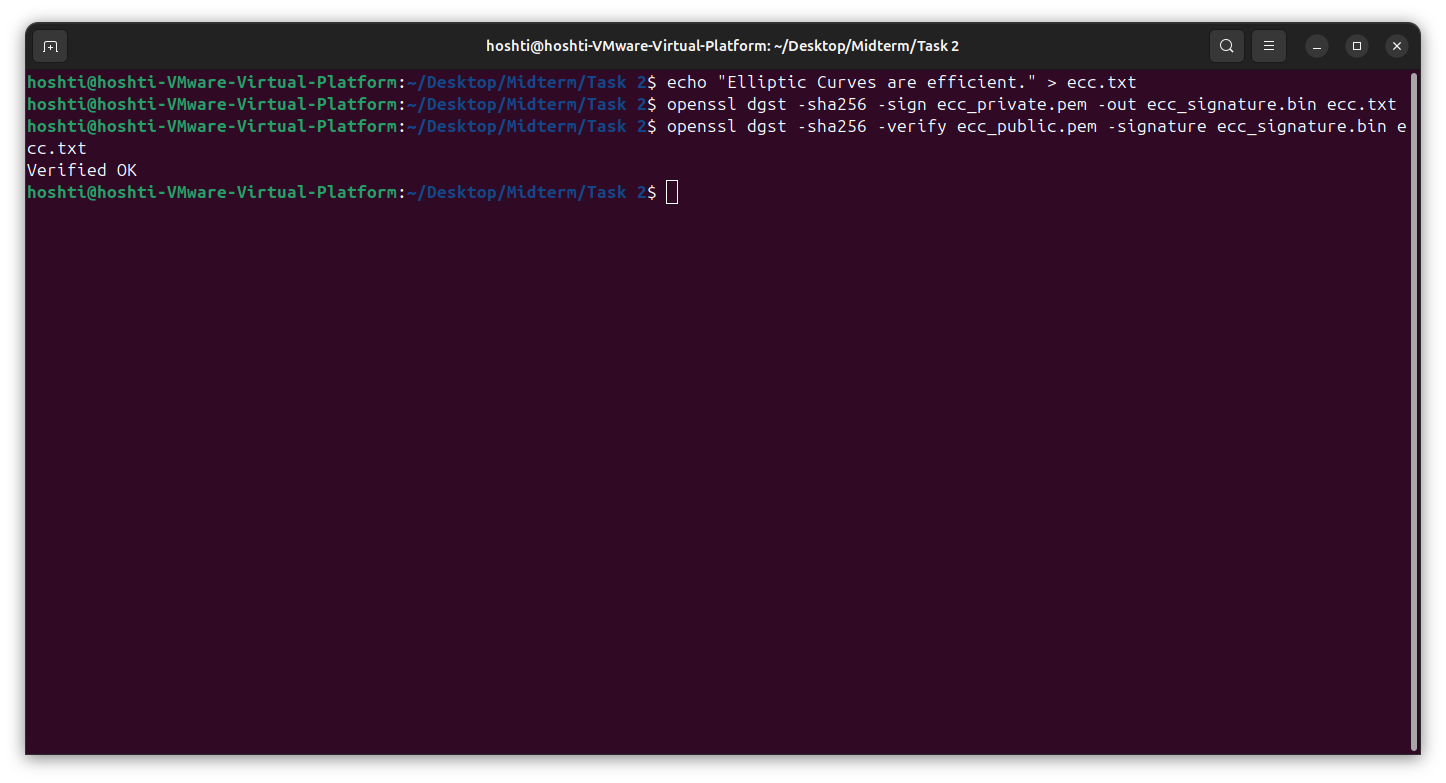 hoshti@hoshti-VMware-Virtual-Platform: ~/Desktop/Midterm/Task 2
hoshti@hoshti-VMware-Virtual-Platform:~/Desktop/Midterm/Task 2$ echo "Elliptic Curves are efficient." > ecc.txt
hoshti@hoshti-VMware-Virtual-Platform:~/Desktop/Midterm/Task 2$ openssl dgst -sha256 -sign ecc_private.pem -out ecc_signature.bin ecc.txt
hoshti@hoshti-VMware-Virtual-Platform:~/Desktop/Midterm/Task 2$ openssl dgst -sha256 -verify ecc_public.pem -signature ecc_signature.bin e
cc.txt
Verified OK
hoshti@hoshti-VMware-Virtual-Platform:~/Desktop/Midterm/Task 2$